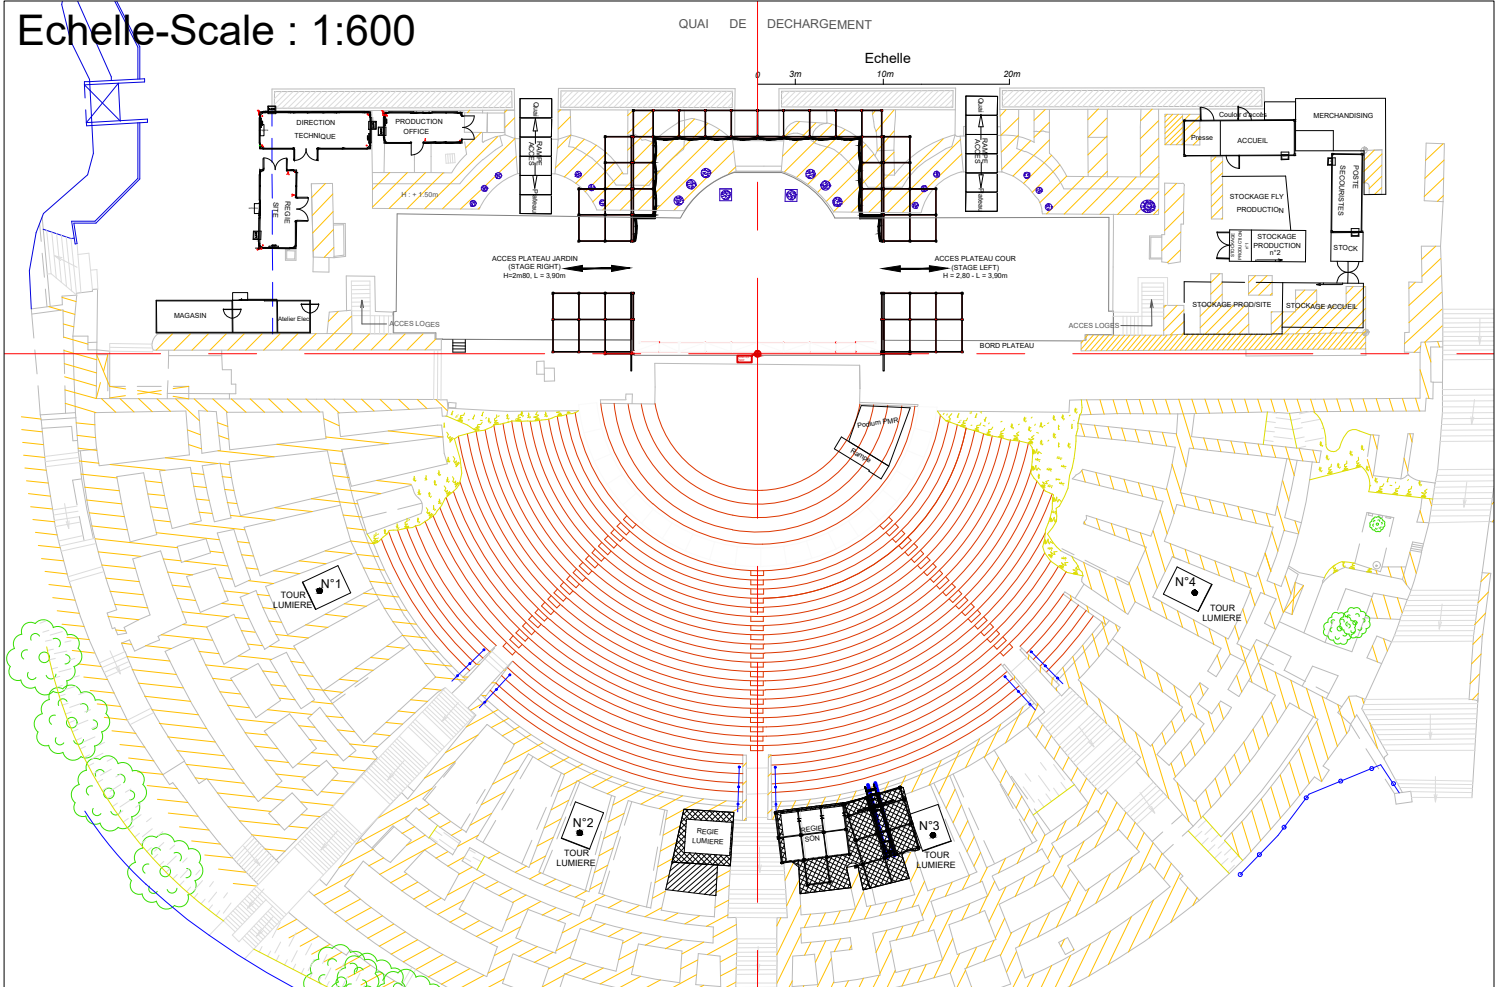 Echelle-Scale : 1:600
QUAI DE DECHARGEMENT
Echelle
0 3m 10m 20m
DIRECTION
TECHNIQUE
PRODUCTION
OFFICE
Quai
RAMPE
ACCES
Plateau
Quai
RAMPE
ACCES
Plateau
Couloir d'accès
Presse
ACCUEIL
MERCHANDISING
POSTE
SECOURISTES
REGIE
SITE
H : + 1.50m
STOCKAGE FLY
PRODUCTION
STOCKAGE
PRODUCTION
n°2
STOCK
ACCES PLATEAU JARDIN
(STAGE RIGHT)
H=2m80, L = 3,90m
ACCES PLATEAU COUR
(STAGE LEFT)
H = 2,80 - L = 3,90m
MAGASIN
Atelier Elec
ACCES LOGES
ACCES LOGES
STOCKAGE PROD/SITE
STOCKAGE ACCUEIL
BORD PLATEAU
Podium PMR
Rampe
N°1
TOUR
LUMIERE
N°4
TOUR
LUMIERE
N°2
TOUR
LUMIERE
REGIE
LUMIERE
REGIE
SON
N°3
TOUR
LUMIERE